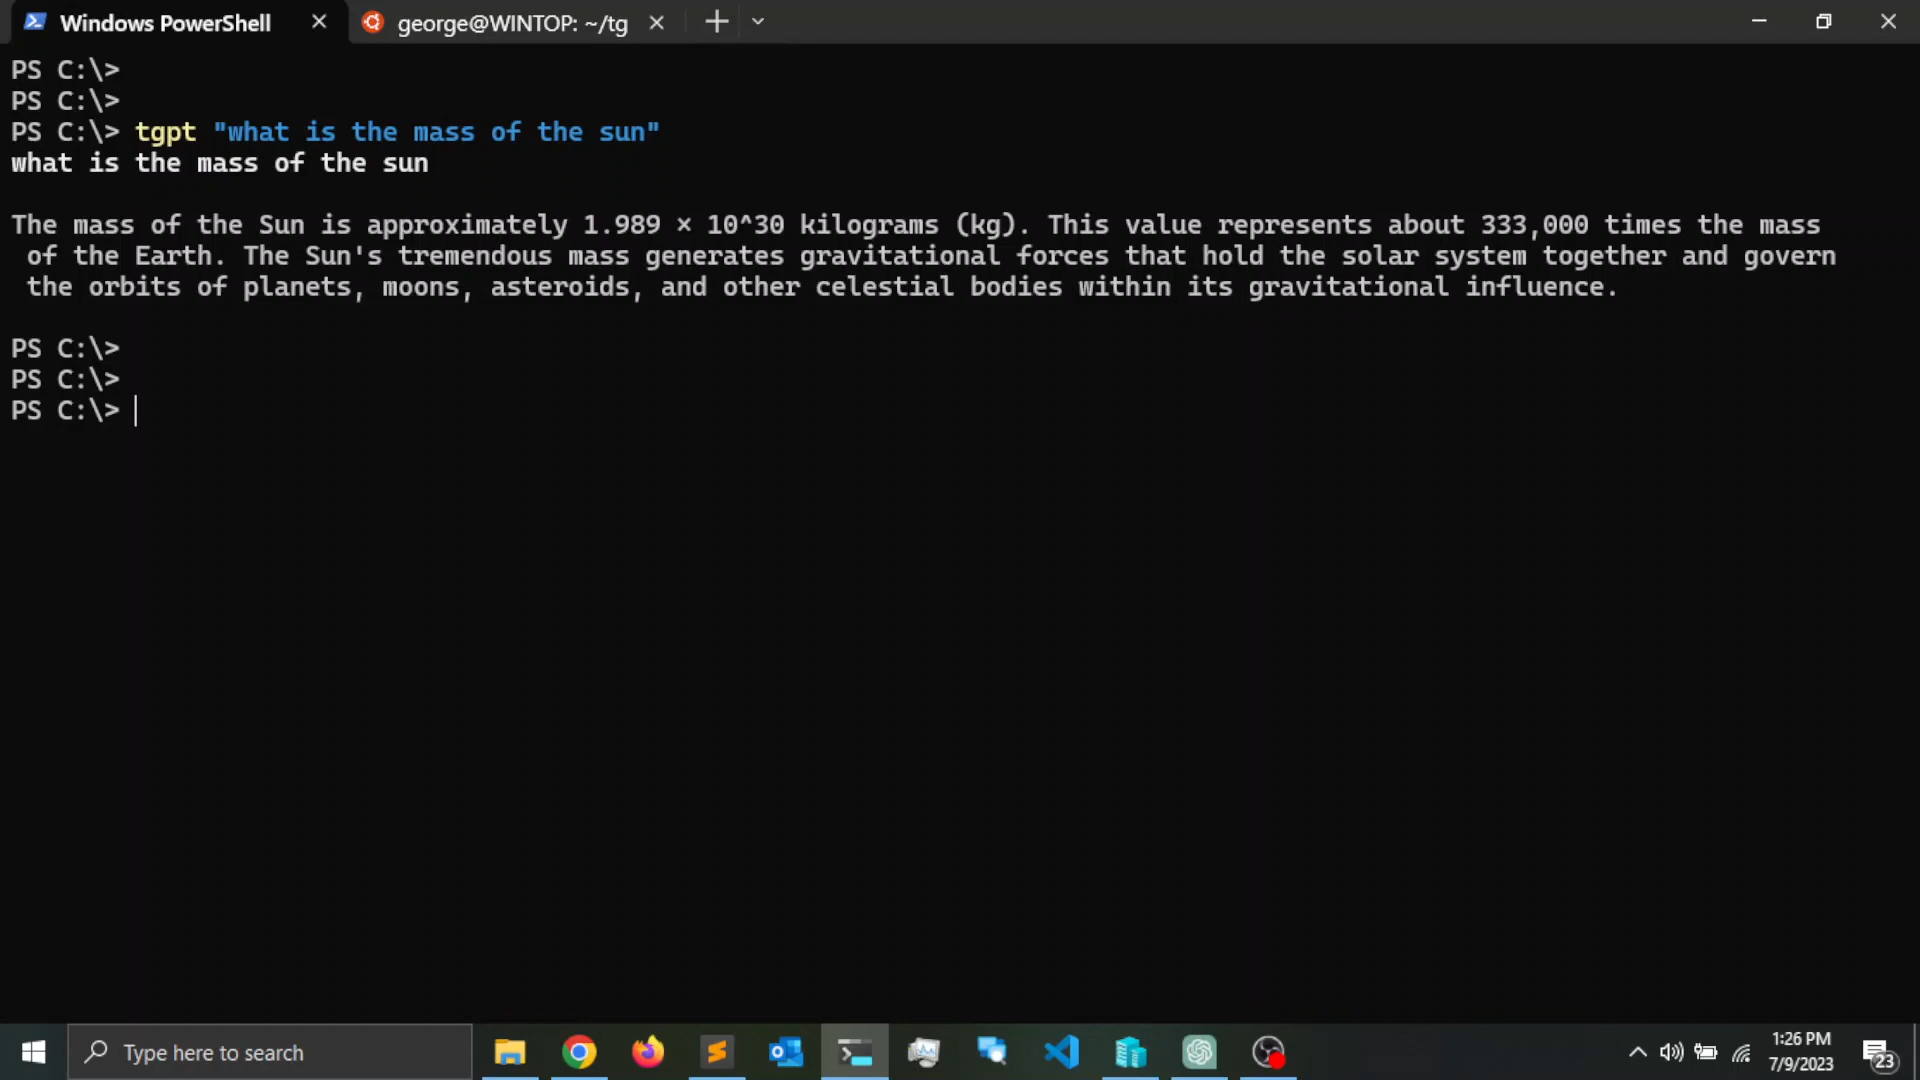 Windows PowerShell
george@WINTOP: ~/tg
PS C:\>
PS C:\>
PS C:\> tgpt "what is the mass of the sun"
what is the mass of the sun
The mass of the Sun is approximately 1.989 × 10^30 kilograms (kg). This value represents about 333,000 times the mass
of the Earth. The Sun's tremendous mass generates gravitational forces that hold the solar system together and govern
the orbits of planets, moons, asteroids, and other celestial bodies within its gravitational influence.
PS C:\>
PS C:\>
PS C:\>
Type here to search
1:26 PM
7/9/2023
23